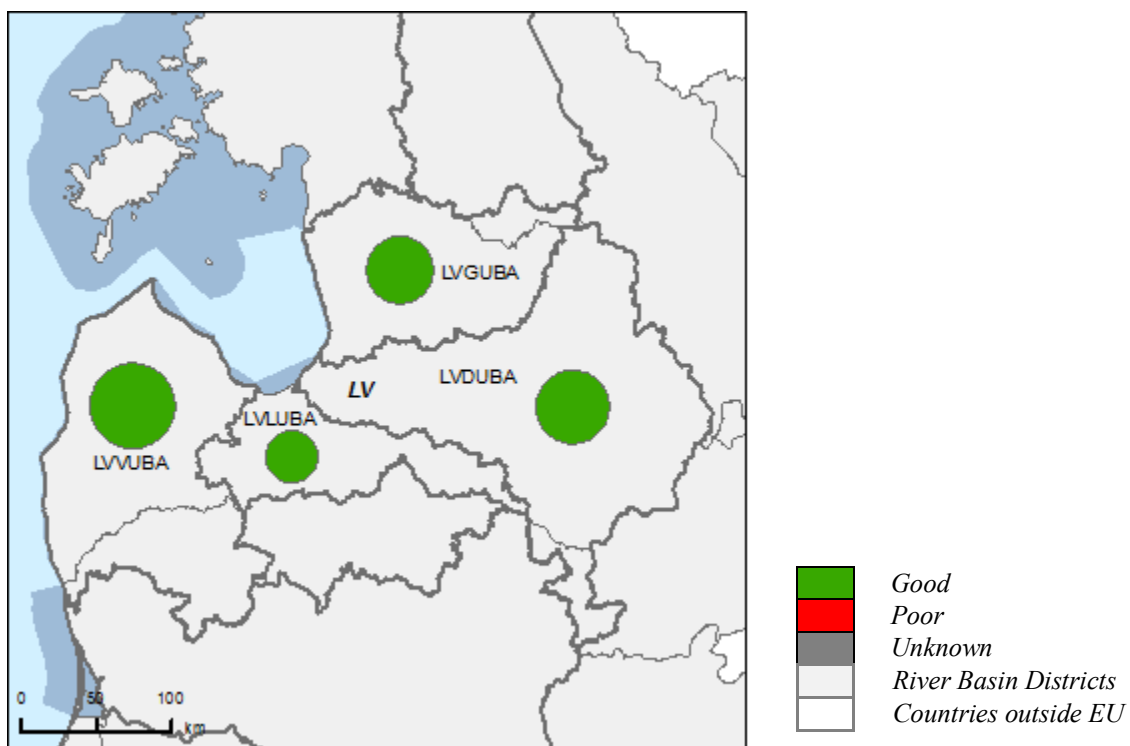 LVGUBA
LV
LVDUBA
LVLUBA
LVVUBA
0 50 100
km
Good
Poor
Unknown
River Basin Districts
Countries outside EU